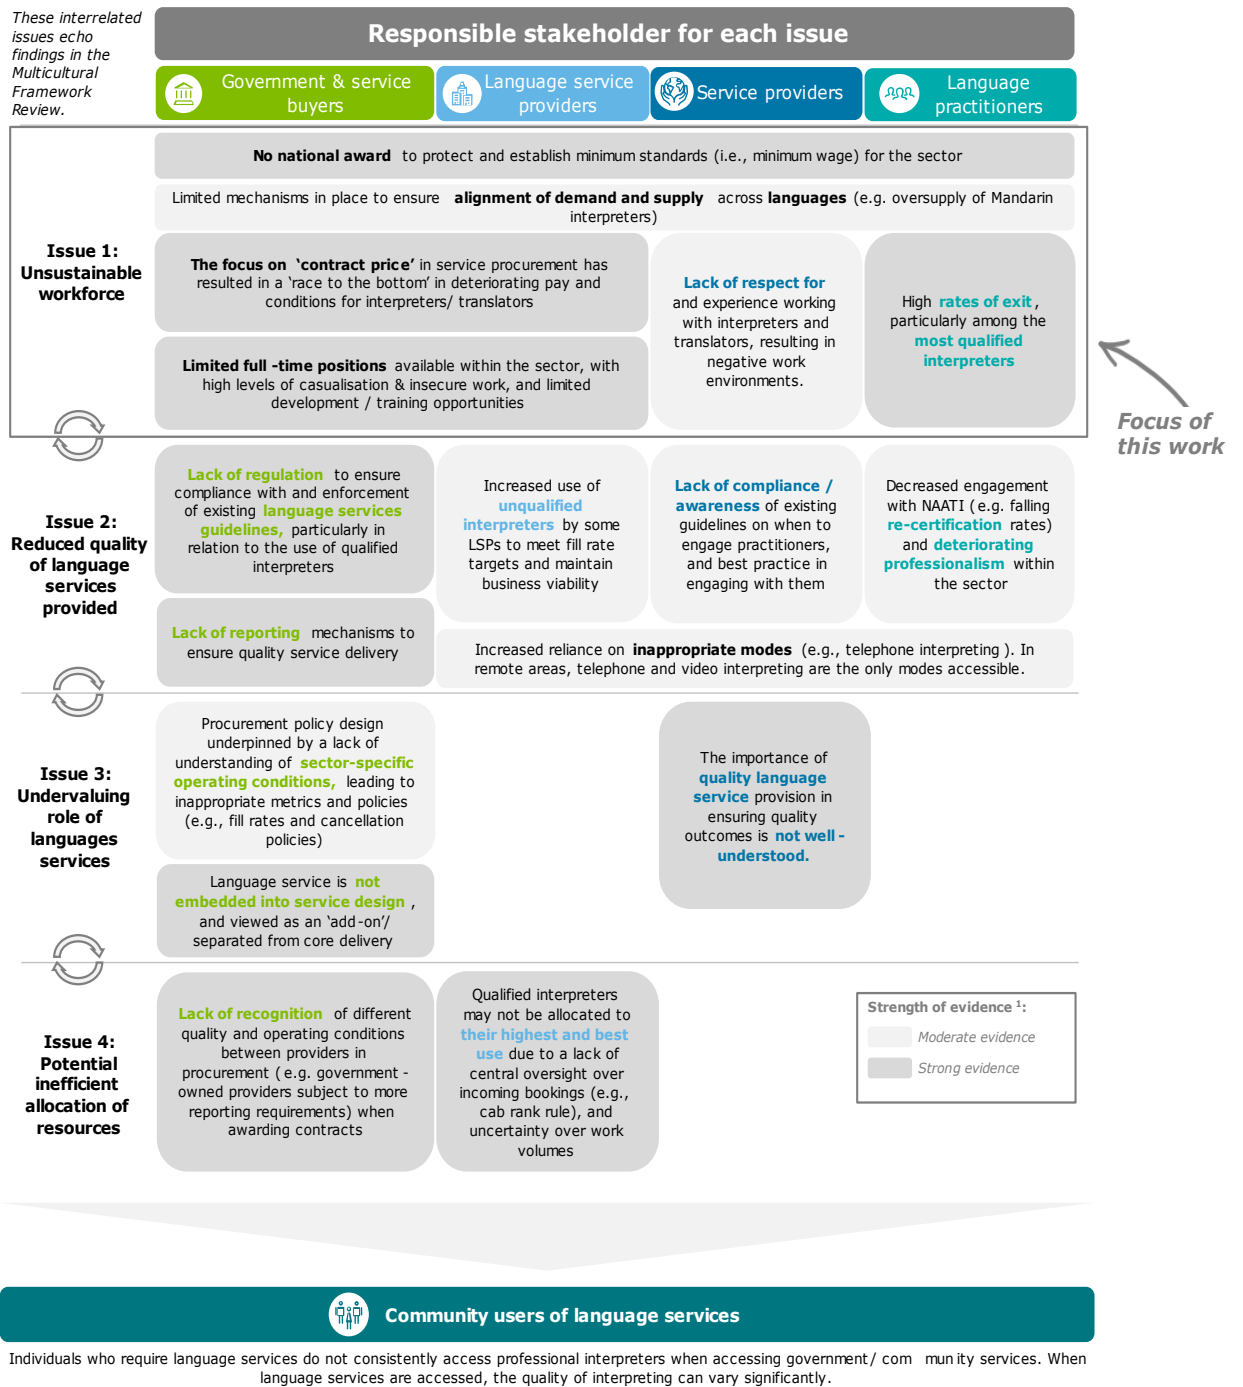 These interrelated
issues echo
findings in the
Multicultural
Framework
Review.
Responsible stakeholder for each issue
Government & service
buyers
Language service
providers
Service providers
Language
practitioners
Issue 1:
Unsustainable
workforce
No national award to protect and establish minimum standards (i.e., minimum wage) for the sector
Limited mechanisms in place to ensure alignment of demand and supply across languages (e.g. oversupply of Mandarin
interpreters)
The focus on ‘contract price’ in service procurement has
resulted in a ‘race to the bottom’ in deteriorating pay and
conditions for interpreters/ translators
Limited full -time positions available within the sector, with
high levels of casualisation & insecure work, and limited
development / training opportunities
Lack of respect for
and experience working
with interpreters and
translators, resulting in
negative work
environments.
High rates of exit ,
particularly among the
most qualified
interpreters
Focus of
this work
Issue 2:
Reduced quality
of language
services
provided
Lack of regulation to ensure
compliance with and enforcement
of existing language services
guidelines, particularly in
relation to the use of qualified
interpreters
Lack of reporting mechanisms to
ensure quality service delivery
Increased use of
unqualified
interpreters by some
LSPs to meet fill rate
targets and maintain
business viability
Lack of compliance /
awareness of existing
guidelines on when to
engage practitioners,
and best practice in
engaging with them
Decreased engagement
with NAATI ( e.g. falling
re-certification rates)
and deteriorating
professionalism within
the sector
Increased reliance on inappropriate modes (e.g., telephone interpreting ). In
remote areas, telephone and video interpreting are the only modes accessible.
Issue 3:
Undervaluing
role of
languages
services
Procurement policy design
underpinned by a lack of
understanding of sector-specific
operating conditions, leading to
inappropriate metrics and policies
(e.g., fill rates and cancellation
policies)
Language service is not
embedded into service design ,
and viewed as an ‘add -on’/
separated from core delivery
The importance of
quality language
service provision in
ensuring quality
outcomes is not well -
understood.
Issue 4:
Potential
inefficient
allocation of
resources
Lack of recognition of different
quality and operating conditions
between providers in
procurement ( e.g. government -
owned providers subject to more
reporting requirements) when
awarding contracts
Qualified interpreters
may not be allocated to
their highest and best
use due to a lack of
central oversight over
incoming bookings (e.g.,
cab rank rule), and
uncertainty over work
volumes
Strength of evidence 1:
Moderate evidence
Strong evidence
Community users of language services
Individuals who require language services do not consistently access professional interpreters when accessing government/ com mun ity services. When
language services are accessed, the quality of interpreting can vary significantly.